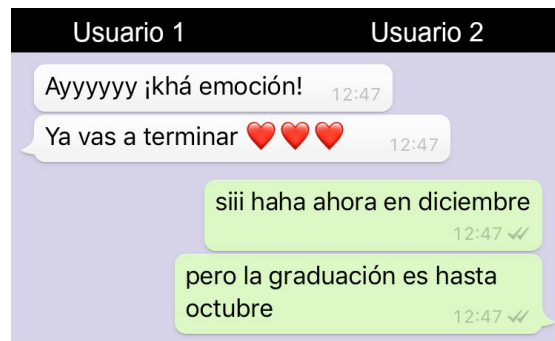 Usuario 1 Usuario 2
Ayyyyyy ¡khá emoción! 12:47
Ya vas a terminar ❤️❤️❤️ 12:47
siii haha ahora en diciembre
12:47
pero la graduación es hasta
octubre 12:47